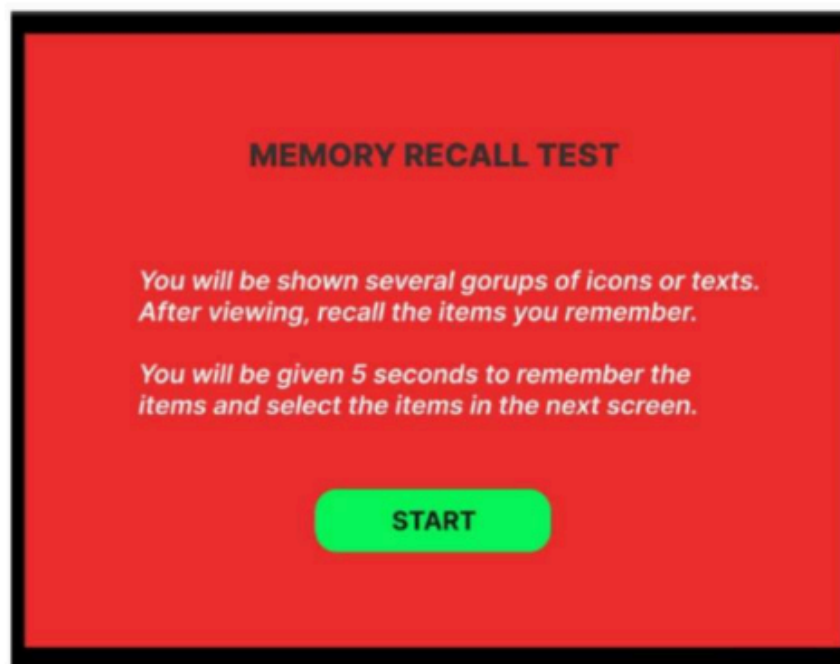 MEMORY RECALL TEST
You will be shown several gorups of icons or texts.
After viewing, recall the items you remember.
You will be given 5 seconds to remember the
items and select the items in the next screen.
START